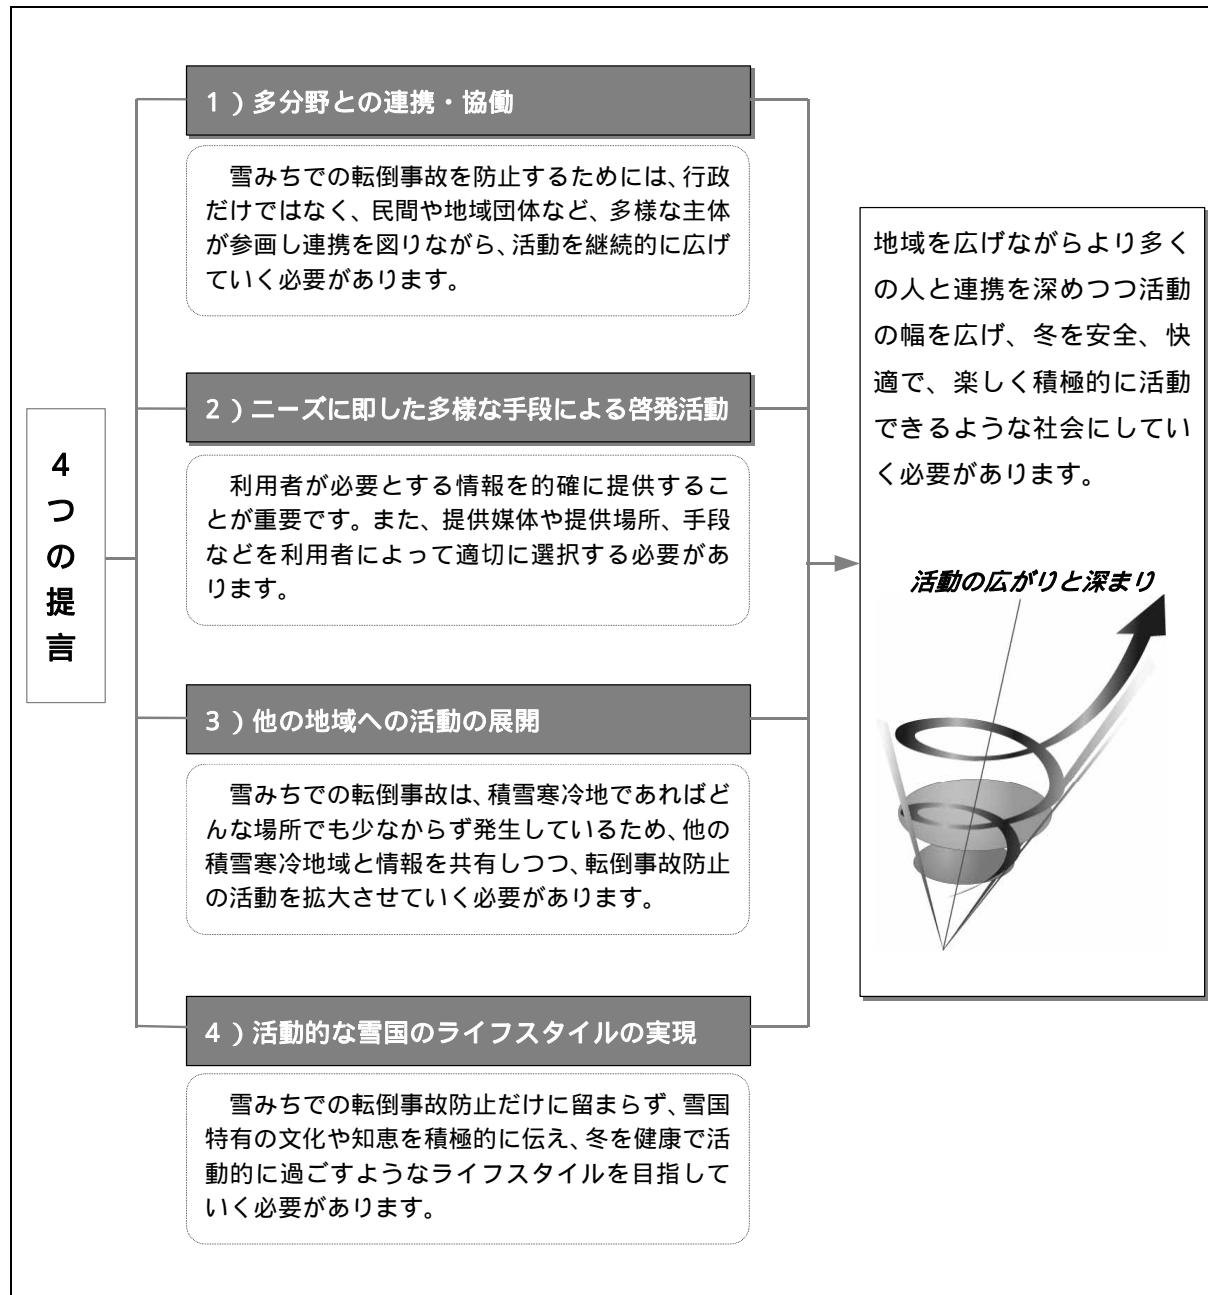 4つの提言
1)多分野との連携・協働
雪みちでの転倒事故を防止するためには、行政
だけではなく、民間や地域団体など、多様な主体
が参画し連携を図りながら、活動を継続的に広げ
ていく必要があります。
2)ニーズに即した多様な手段による啓発活動
利用者が必要とする情報を的確に提供するこ
とが重要です。また、提供媒体や提供場所、手段
などを利用者によって適切に選択する必要があ
ります。
3)他の地域への活動の展開
雪みちでの転倒事故は、積雪寒冷地であればど
んな場所でも少なからず発生しているため、他の
積雪寒冷地域と情報を共有しつつ、転倒事故防止
の活動を拡大させていく必要があります。
4)活動的な雪国のライフスタイルの実現
雪みちでの転倒事故防止だけに留まらず、雪国
特有の文化や知恵を積極的に伝え、冬を健康で活
動的に過ごすようなライフスタイルを目指して
いく必要があります。
地域を広げながらより多く
の人と連携を深めつつ活動
の幅を広げ、冬を安全、快
適で、楽しく積極的に活動
できるような社会にしてい
く必要があります。
活動の広がりと深まり